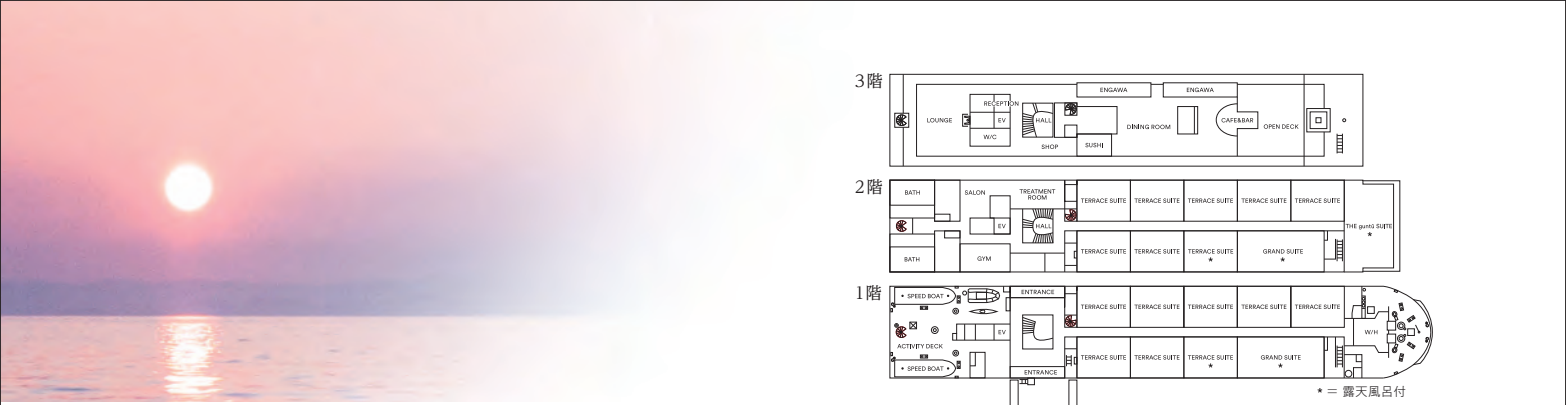 3階
ENGAWA
ENGAWA
RECEPTION
LOUNGE
EV
HALL
W/C
SHOP
SUSHI
DINING ROOM
CAFE&BAR
OPEN DECK
2階
BATH
SALON
TREATMENT
ROOM
TERRACE SUITE
TERRACE SUITE
TERRACE SUITE
TERRACE SUITE
TERRACE SUITE
EV
HALL
THE guntû SUITE
*
BATH
GYM
TERRACE SUITE
TERRACE SUITE
TERRACE SUITE
*
GRAND SUITE
*
1階
SPEED BOAT
ENTRANCE
TERRACE SUITE
TERRACE SUITE
TERRACE SUITE
TERRACE SUITE
TERRACE SUITE
EV
W/H
ACTIVITY DECK
SPEED BOAT
ENTRANCE
TERRACE SUITE
TERRACE SUITE
TERRACE SUITE
*
GRAND SUITE
*
* = 露天風呂付